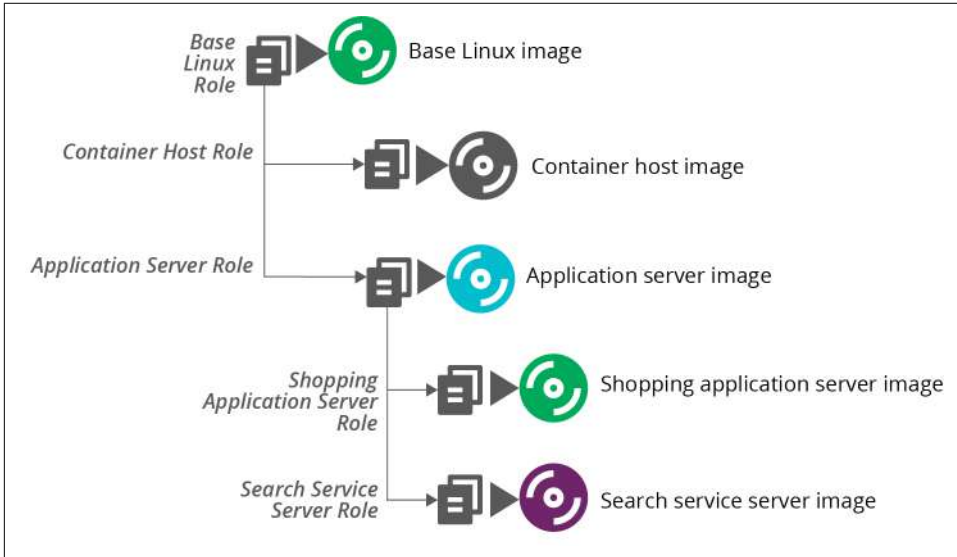 Base
Linux
Role
Base Linux image
Container Host Role
Container host image
Application Server Role
Application server image
Shopping
Application Server
Role
Shopping application server image
Search Service
Server Role
Search service server image